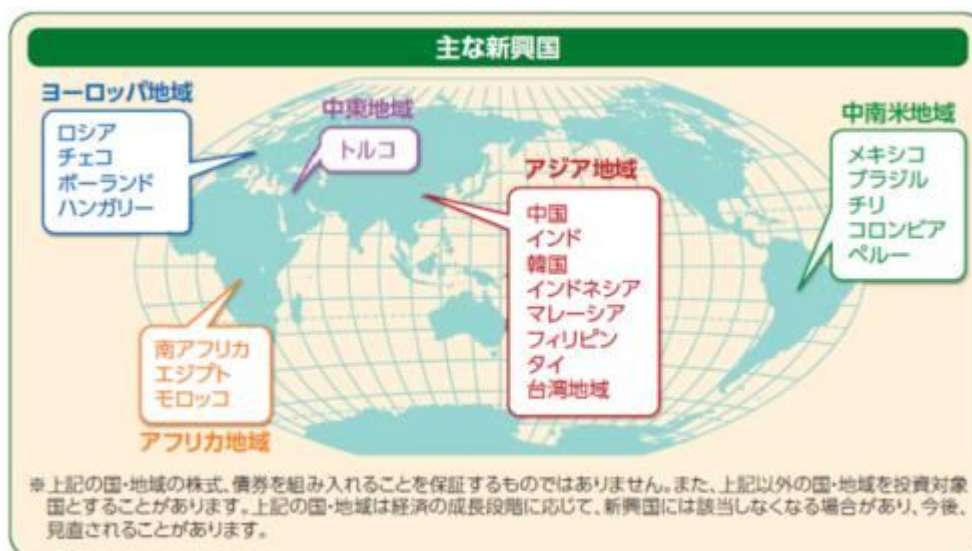 主な新興国
ヨーロッパ地域
ロシア
チェコ
ポーランド
ハンガリー
中東地域
トルコ
アジア地域
中国
インド
韓国
インドネシア
マレーシア
フィリピン
タイ
台湾地域
中南米地域
メキシコ
ブラジル
チリ
コロンビア
ペルー
南アフリカ
エジプト
モロッコ
アフリカ地域
※上記の国・地域の株式、債券を組み入れることを保証するものではありません。また、上記以外の国・地域を投資対象
国とすることがあります。上記の国・地域は経済の成長段階に応じて、新興国には該当しなくなる場合があり、今後、
見直されることがあります。